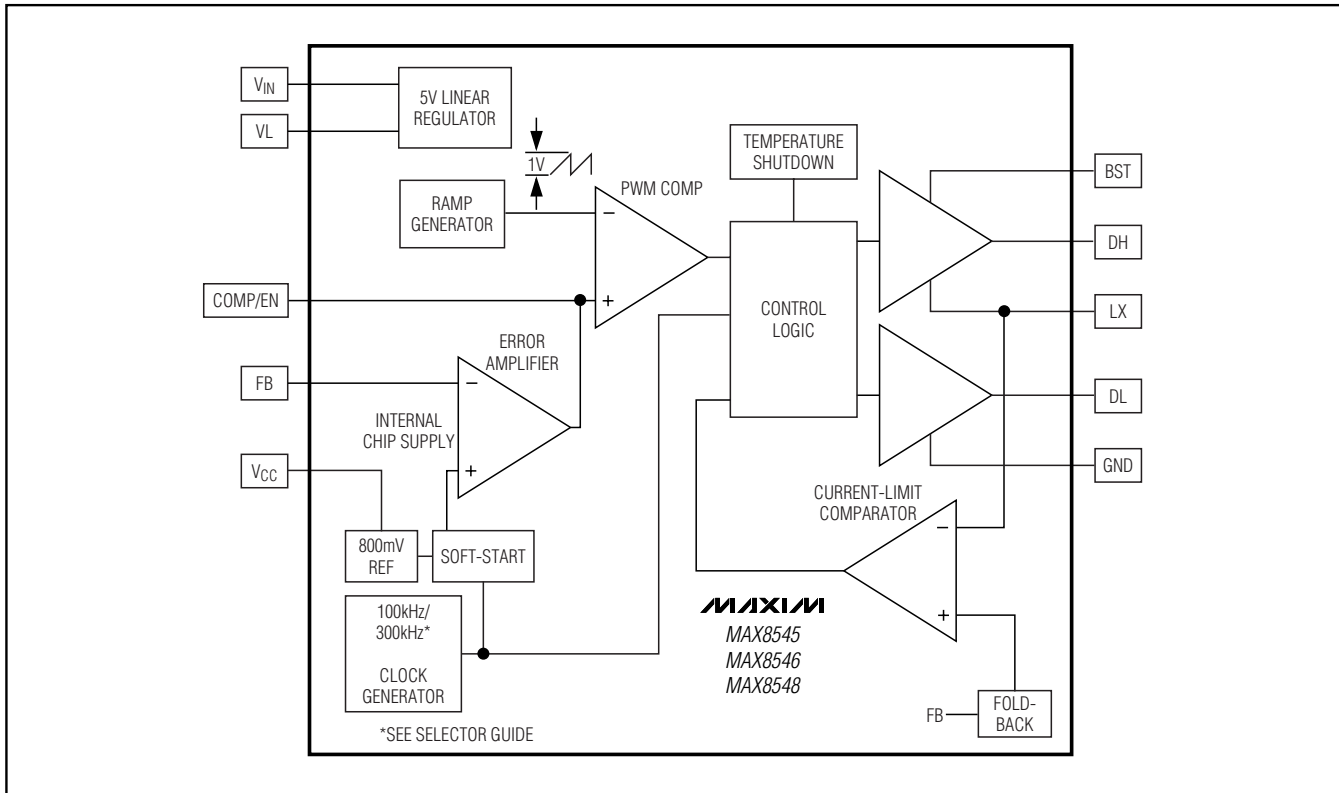 V_IN
VL
5V LINEAR
REGULATOR
1V
RAMP
GENERATOR
PWM COMP
−
+
TEMPERATURE
SHUTDOWN
CONTROL
LOGIC
BST
DH
LX
DL
GND
COMP/EN
FB
V_CC
ERROR
AMPLIFIER
−
+
INTERNAL
CHIP SUPPLY
800mV
REF
SOFT-START
100kHz/
300kHz*
CLOCK
GENERATOR
*SEE SELECTOR GUIDE
CURRENT-LIMIT
COMPARATOR
−
+
MAXIM
MAX8545
MAX8546
MAX8548
FB
FOLD-
BACK